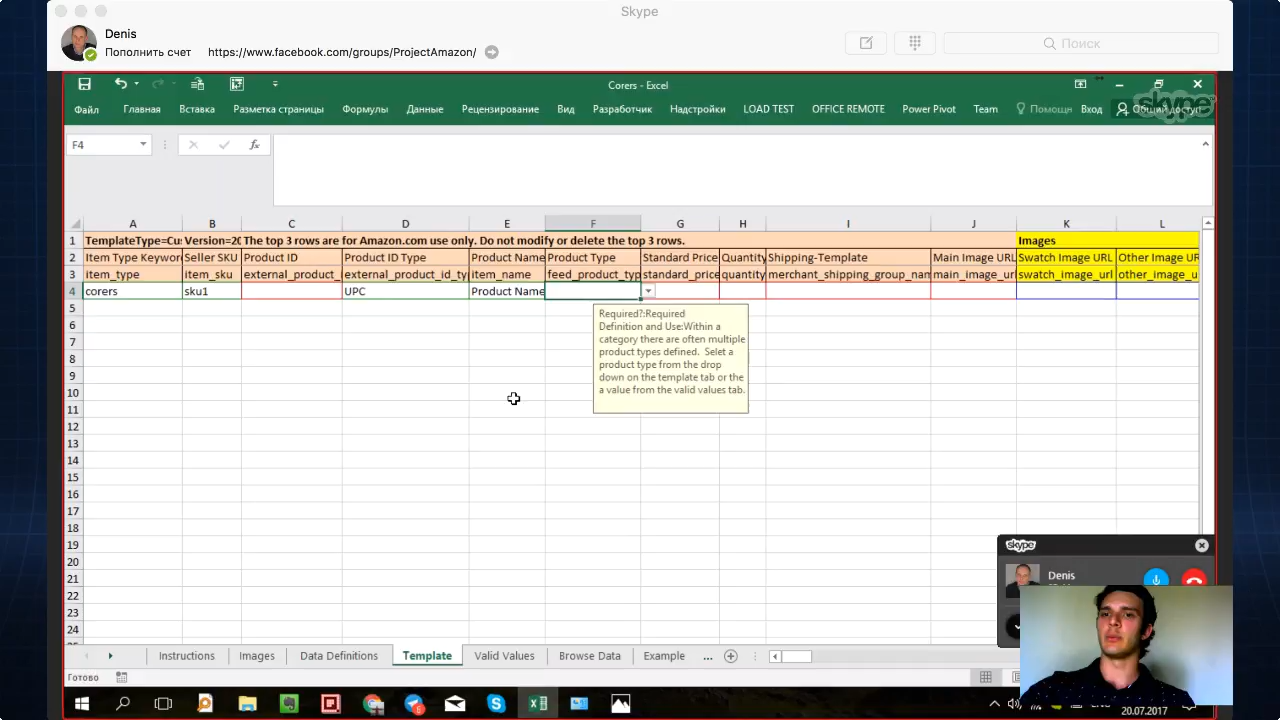 Skype
Denis
Пополнить счет https://www.facebook.com/groups/ProjectAmazon/
Поиск
Corers - Excel
Файл Главная Вставка Разметка страницы Формулы Данные Рецензирование Вид Разработчик Надстройки LOAD TEST OFFICE REMOTE Power Pivot Team Помощн Вход Общий доступ
skype
F4 fx
A B C D E F G H I J K L
1 TemplateType=Cu Version=20 The top 3 rows are for Amazon.com use only. Do not modify or delete the top 3 rows. Images
2 Item Type Keywor Seller SKU Product ID Product ID Type Product Name Product Type Standard Price Quantity Shipping-Template Main Image URL Swatch Image URL Other Image UR
3 item_type item_sku external_product_ external_product_id_ty item_name feed_product_typ standard_price quantity merchant_shipping_group_nam main_image_url swatch_image_url other_image_u
4 corers sku1 UPC Product Name
5
6
7
8
9
10
11
12
13
14
15
16
17
18
19
20
21
22
23
24
Required?:Required
Definition and Use:Within a
category there are often multiple
product types defined. Selet a
product type from the drop
down on the template tab or the
a value from the valid values tab.
skype
Denis
Instructions Images Data Definitions Template Valid Values Browse Data Example ...
Готово
20.07.2017